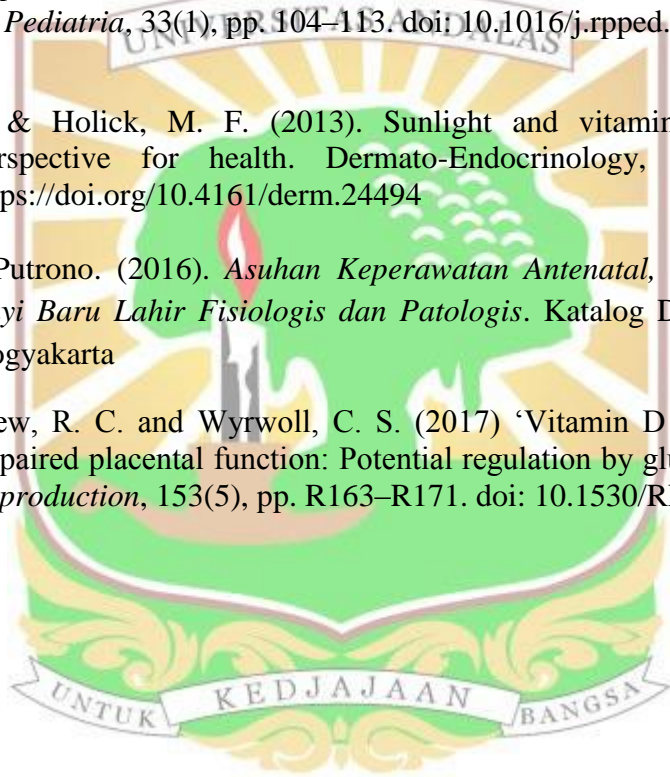 Pediatria, 33(1), pp. 104–113. doi: 10.1016/j.rpped.
UNIVERSITAS ANDALAS
& Holick, M. F. (2013). Sunlight and vitamin
rspective for health. Dermato-Endocrinology,
ps://doi.org/10.4161/derm.24494
Putrono. (2016). Asuhan Keperawatan Antenatal,
yi Baru Lahir Fisiologis dan Patologis. Katalog D
ogyakarta
ew, R. C. and Wyrwoll, C. S. (2017) ‘Vitamin D
paired placental function: Potential regulation by glu
production, 153(5), pp. R163–R171. doi: 10.1530/R
UNTUK KEDJAJAAN BANGSA